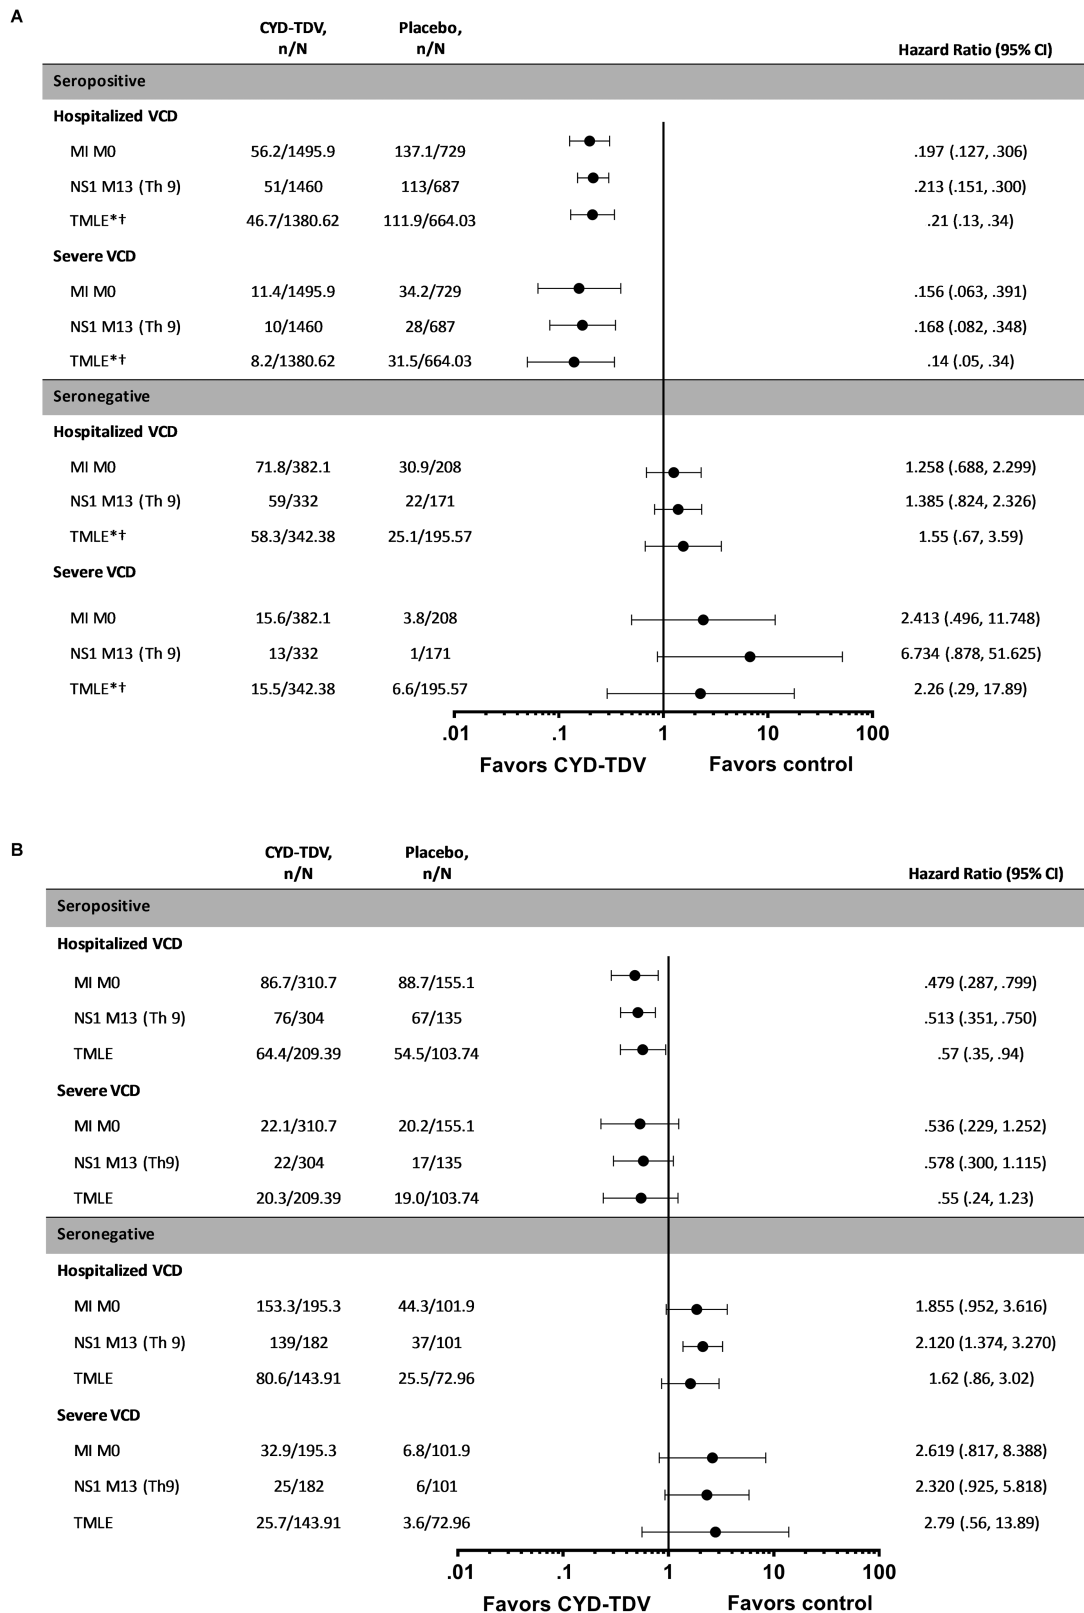 A
CYD-TDV, n/N Placebo, n/N Hazard Ratio (95% CI)
Seropositive
Hospitalized VCD
MI M0 56.2/1495.9 137.1/729 .197 (.127, .306)
NS1 M13 (Th 9) 51/1460 113/687 .213 (.151, .300)
TMLE*† 46.7/1380.62 111.9/664.03 .21 (.13, .34)
Severe VCD
MI M0 11.4/1495.9 34.2/729 .156 (.063, .391)
NS1 M13 (Th 9) 10/1460 28/687 .168 (.082, .348)
TMLE*† 8.2/1380.62 31.5/664.03 .14 (.05, .34)
Seronegative
Hospitalized VCD
MI M0 71.8/382.1 30.9/208 1.258 (.688, 2.299)
NS1 M13 (Th 9) 59/332 22/171 1.385 (.824, 2.326)
TMLE*† 58.3/342.38 25.1/195.57 1.55 (.67, 3.59)
Severe VCD
MI M0 15.6/382.1 3.8/208 2.413 (.496, 11.748)
NS1 M13 (Th 9) 13/332 1/171 6.734 (.878, 51.625)
TMLE*† 15.5/342.38 6.6/195.57 2.26 (.29, 17.89)
.01 .1 1 10 100
Favors CYD-TDV Favors control
B
CYD-TDV, n/N Placebo, n/N Hazard Ratio (95% CI)
Seropositive
Hospitalized VCD
MI M0 86.7/310.7 88.7/155.1 .479 (.287, .799)
NS1 M13 (Th 9) 76/304 67/135 .513 (.351, .750)
TMLE 64.4/209.39 54.5/103.74 .57 (.35, .94)
Severe VCD
MI M0 22.1/310.7 20.2/155.1 .536 (.229, 1.252)
NS1 M13 (Th9) 22/304 17/135 .578 (.300, 1.115)
TMLE 20.3/209.39 19.0/103.74 .55 (.24, 1.23)
Seronegative
Hospitalized VCD
MI M0 153.3/195.3 44.3/101.9 1.855 (.952, 3.616)
NS1 M13 (Th 9) 139/182 37/101 2.120 (1.374, 3.270)
TMLE 80.6/143.91 25.5/72.96 1.62 (.86, 3.02)
Severe VCD
MI M0 32.9/195.3 6.8/101.9 2.619 (.817, 8.388)
NS1 M13 (Th9) 25/182 6/101 2.320 (.925, 5.818)
TMLE 25.7/143.91 3.6/72.96 2.79 (.56, 13.89)
.01 .1 1 10 100
Favors CYD-TDV Favors control